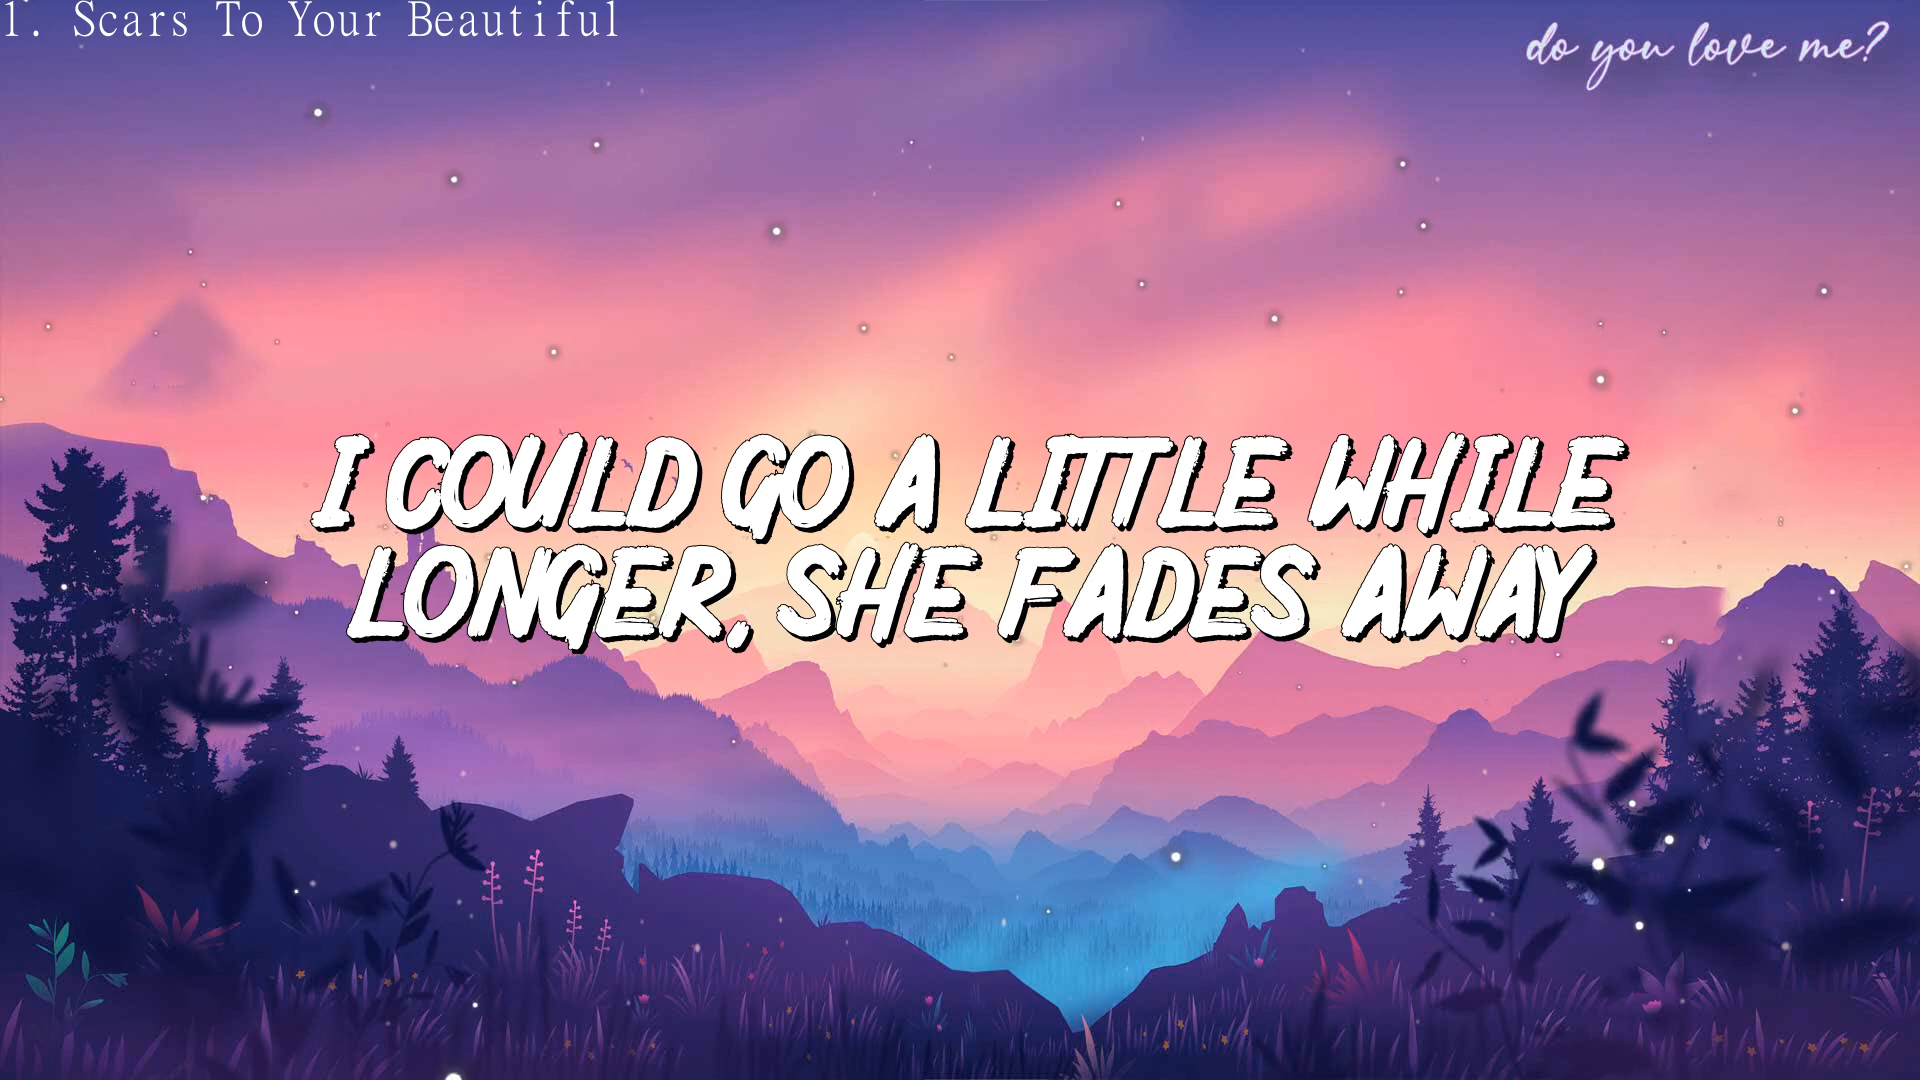 1. Scars To Your Beautiful
do you love me?
I COULD GO A LITTLE WHILE
LONGER, SHE FADES AWAY